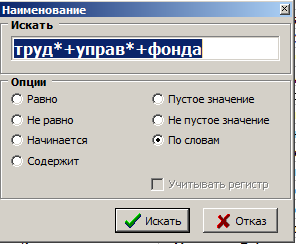 Наименование
Искать
труд*+управ*+фонда
Опции
Равно
Пустое значение
Не равно
Не пустое значение
Начинается
По словам
Содержит
Учитывать регистр
Искать
Отказ